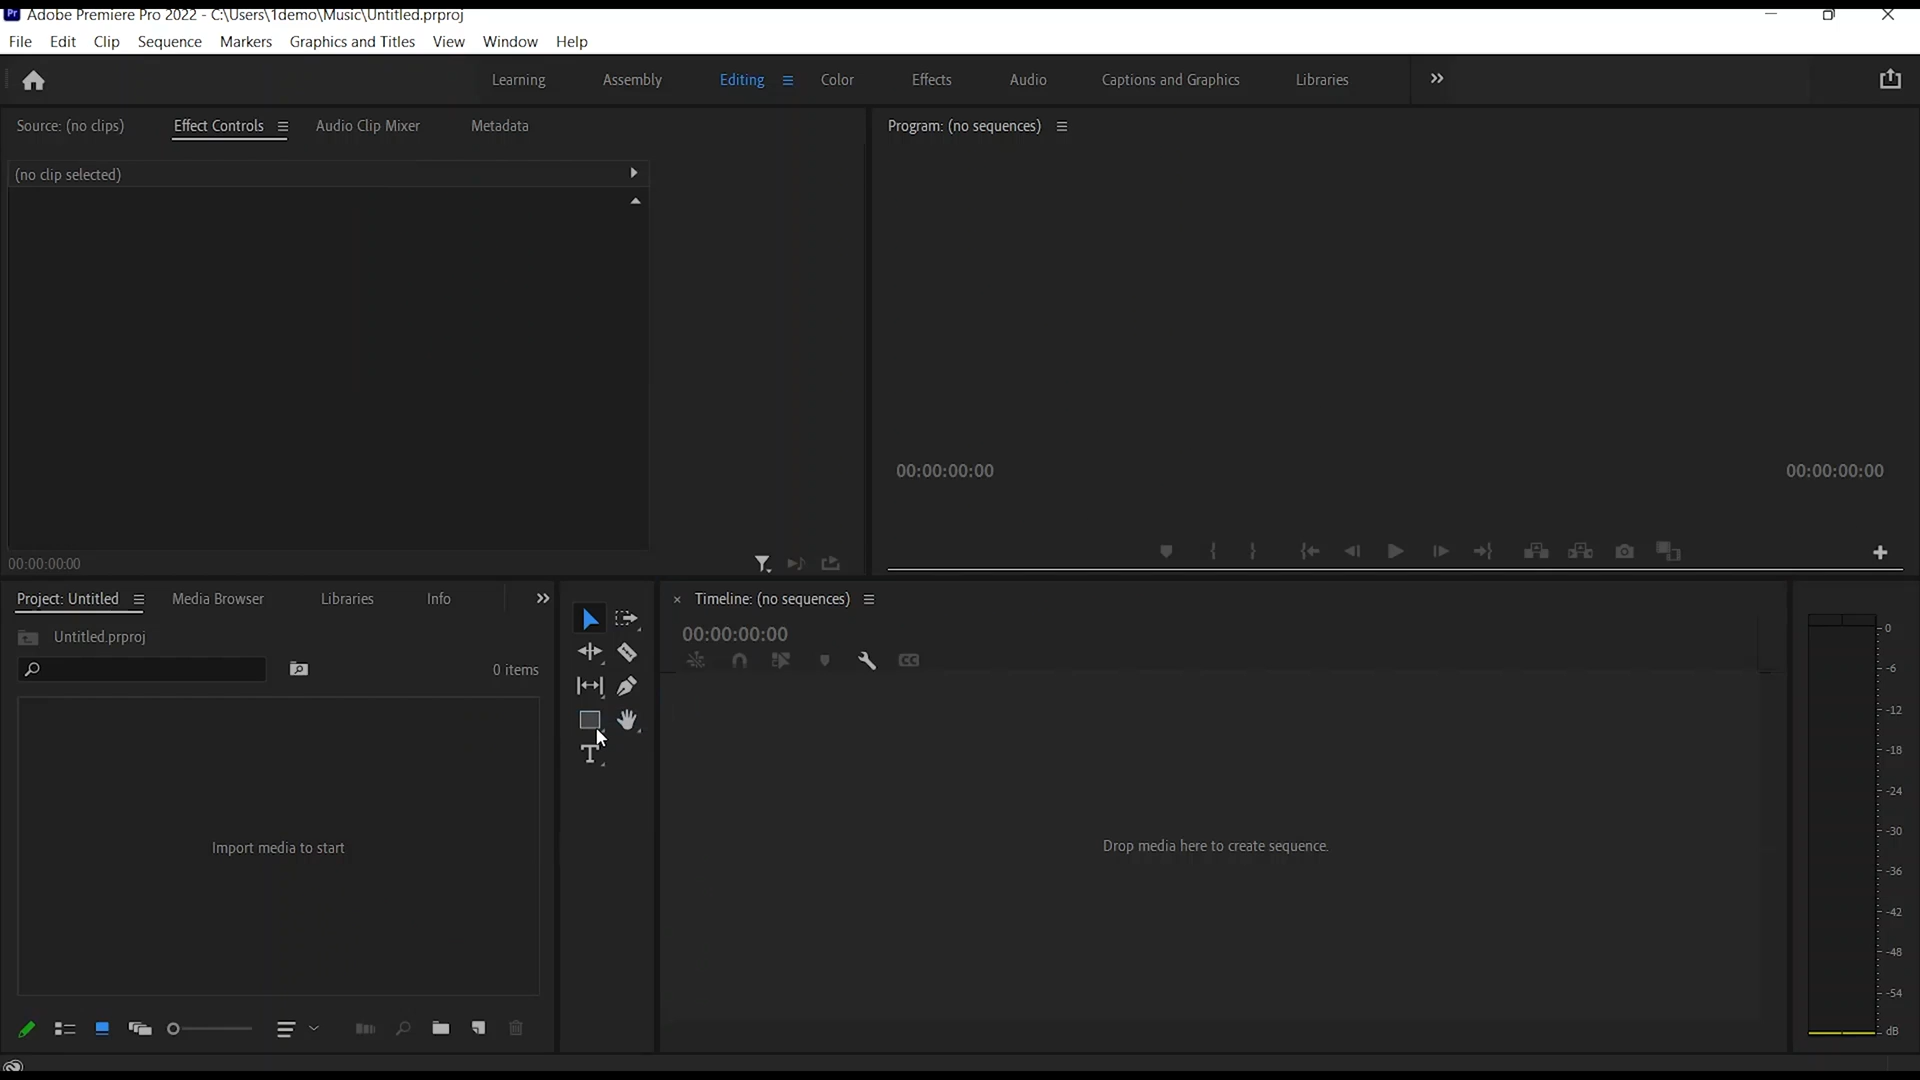 Pr Adobe Premiere Pro 2022 - C:\Users\1demo\Music\Untitled.prproj
File Edit Clip Sequence Markers Graphics and Titles View Window Help
Learning Assembly Editing Color Effects Audio Captions and Graphics Libraries
Source: (no clips) Effect Controls Audio Clip Mixer Metadata
Program: (no sequences)
(no clip selected)
00:00:00:00 00:00:00:00
00:00:00:00
Project: Untitled Media Browser Libraries Info
Timeline: (no sequences)
Untitled.prproj
00:00:00:00
0 items
CC
T
Import media to start
Drop media here to create sequence.
0
-6
-12
-18
-24
-30
-36
-42
-48
-54
dB